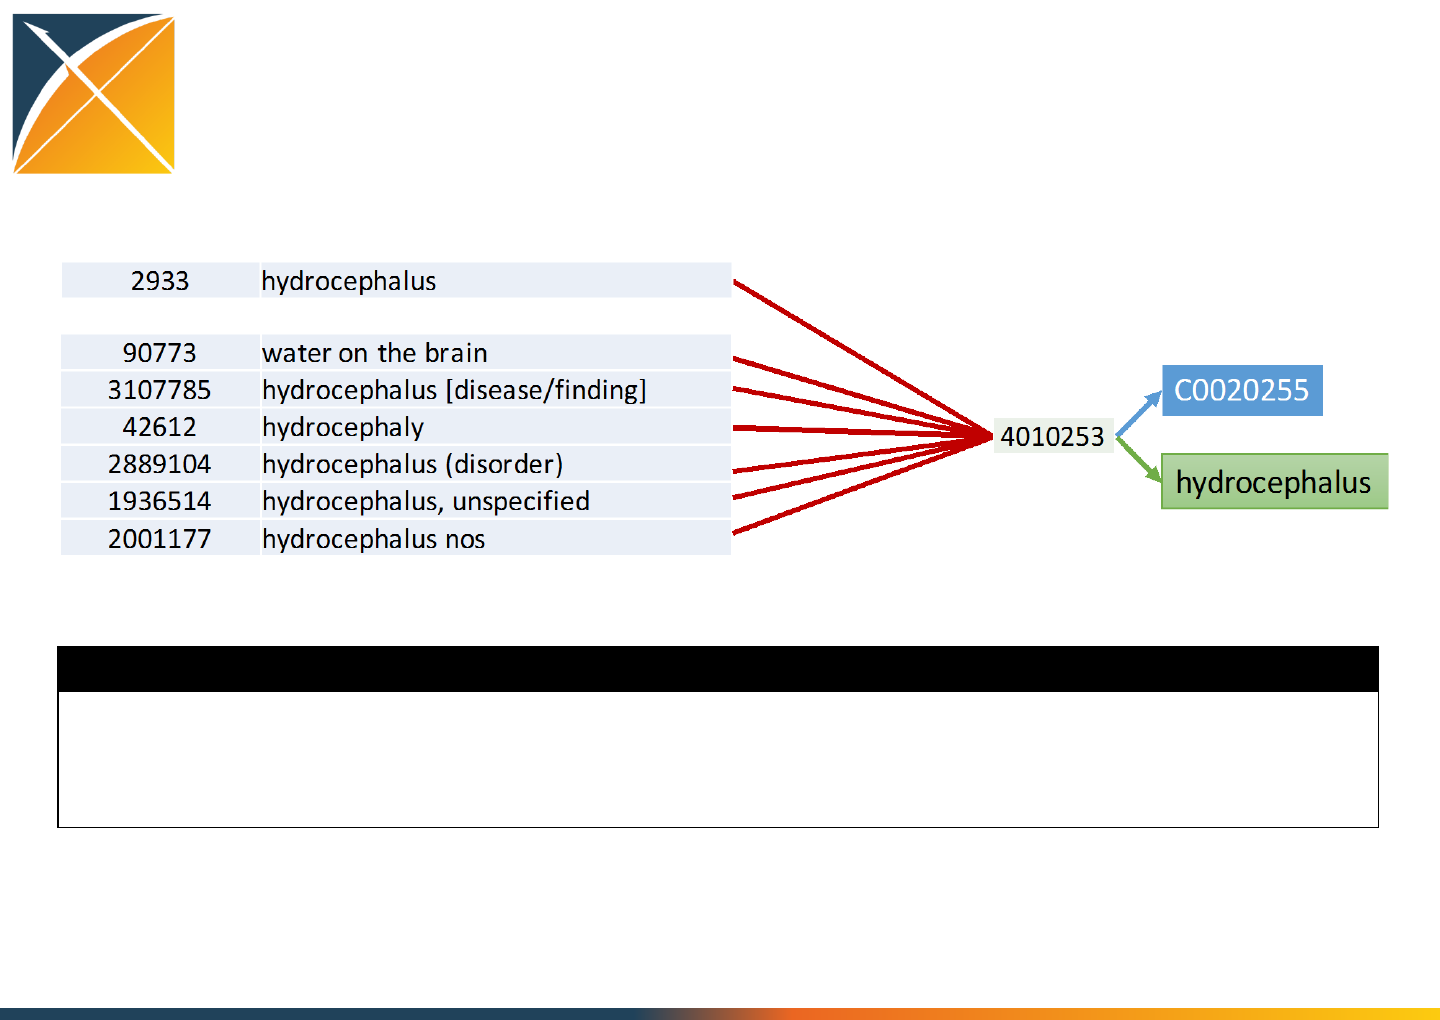 2933 hydrocephalus
90773 water on the brain
3107785 hydrocephalus [disease/finding]
42612 hydrocephaly
2889104 hydrocephalus (disorder)
1936514 hydrocephalus, unspecified
2001177 hydrocephalus nos
4010253
C0020255
hydrocephalus